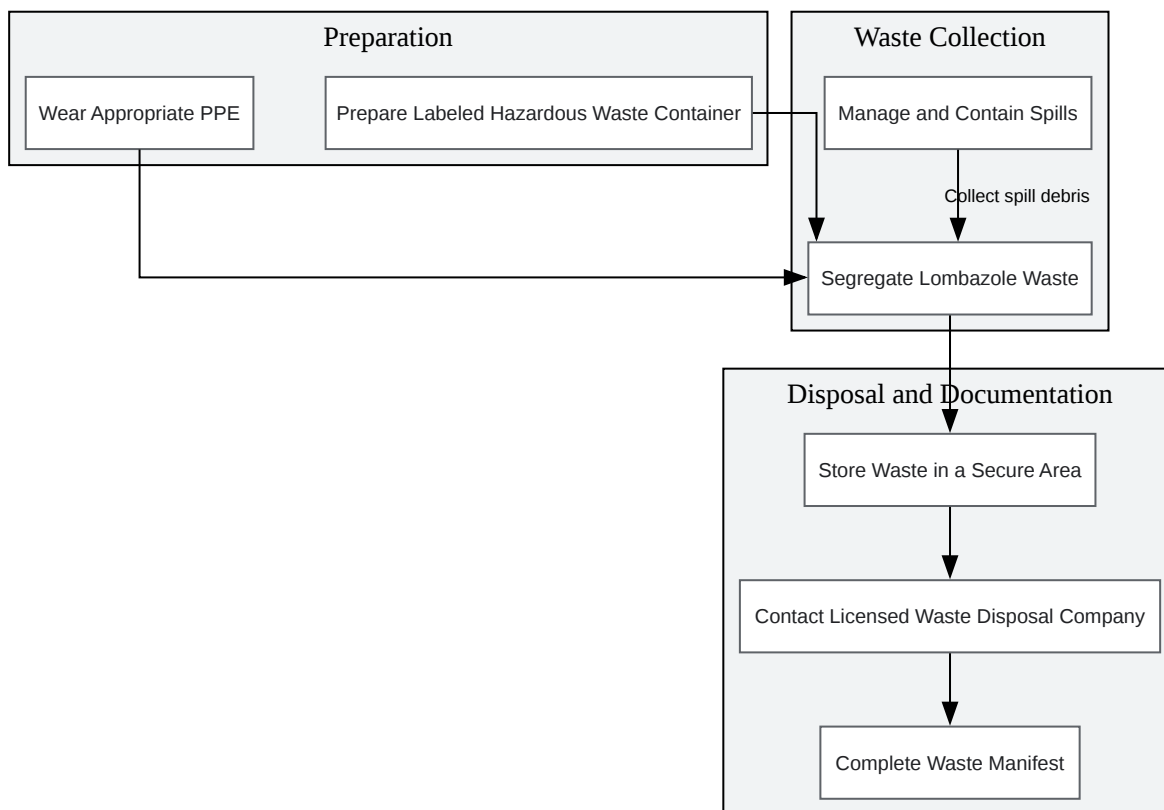 Preparation
Wear Appropriate PPE
Prepare Labeled Hazardous Waste Container
Waste Collection
Manage and Contain Spills
Collect spill debris
Segregate Lombazole Waste
Disposal and Documentation
Store Waste in a Secure Area
Contact Licensed Waste Disposal Company
Complete Waste Manifest